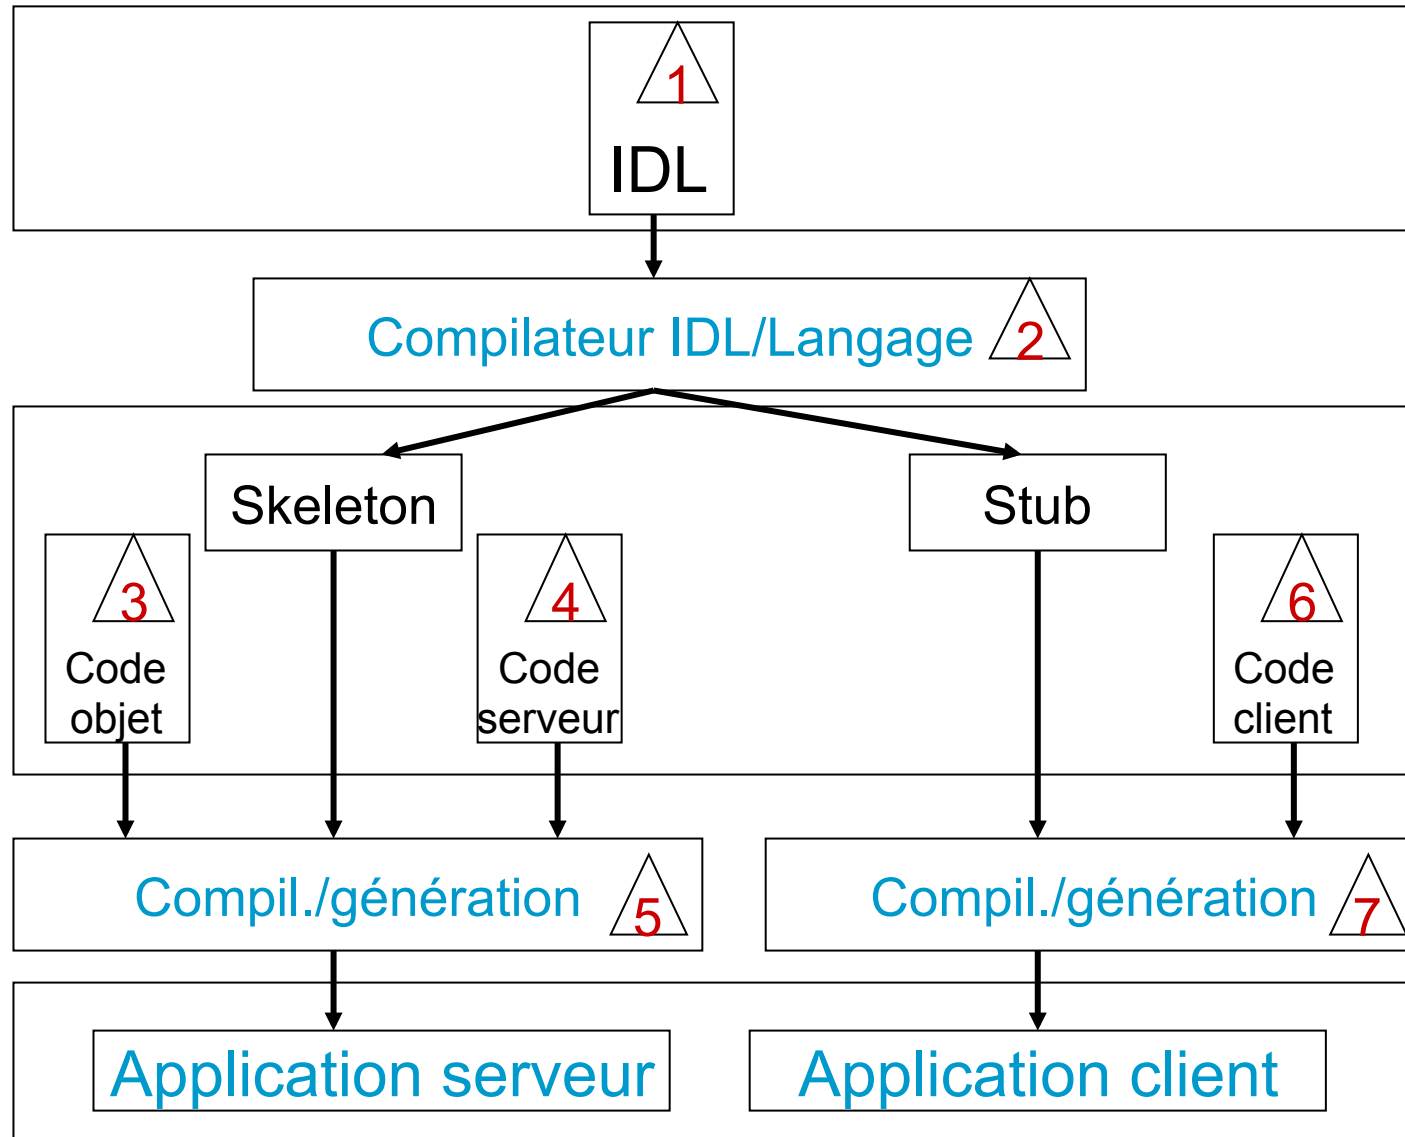 1
IDL
Compilateur IDL/Langage
2
Skeleton
Stub
3
4
6
Code
objet
Code
serveur
Code
client
Compil./génération
5
Compil./génération
7
Application serveur
Application client